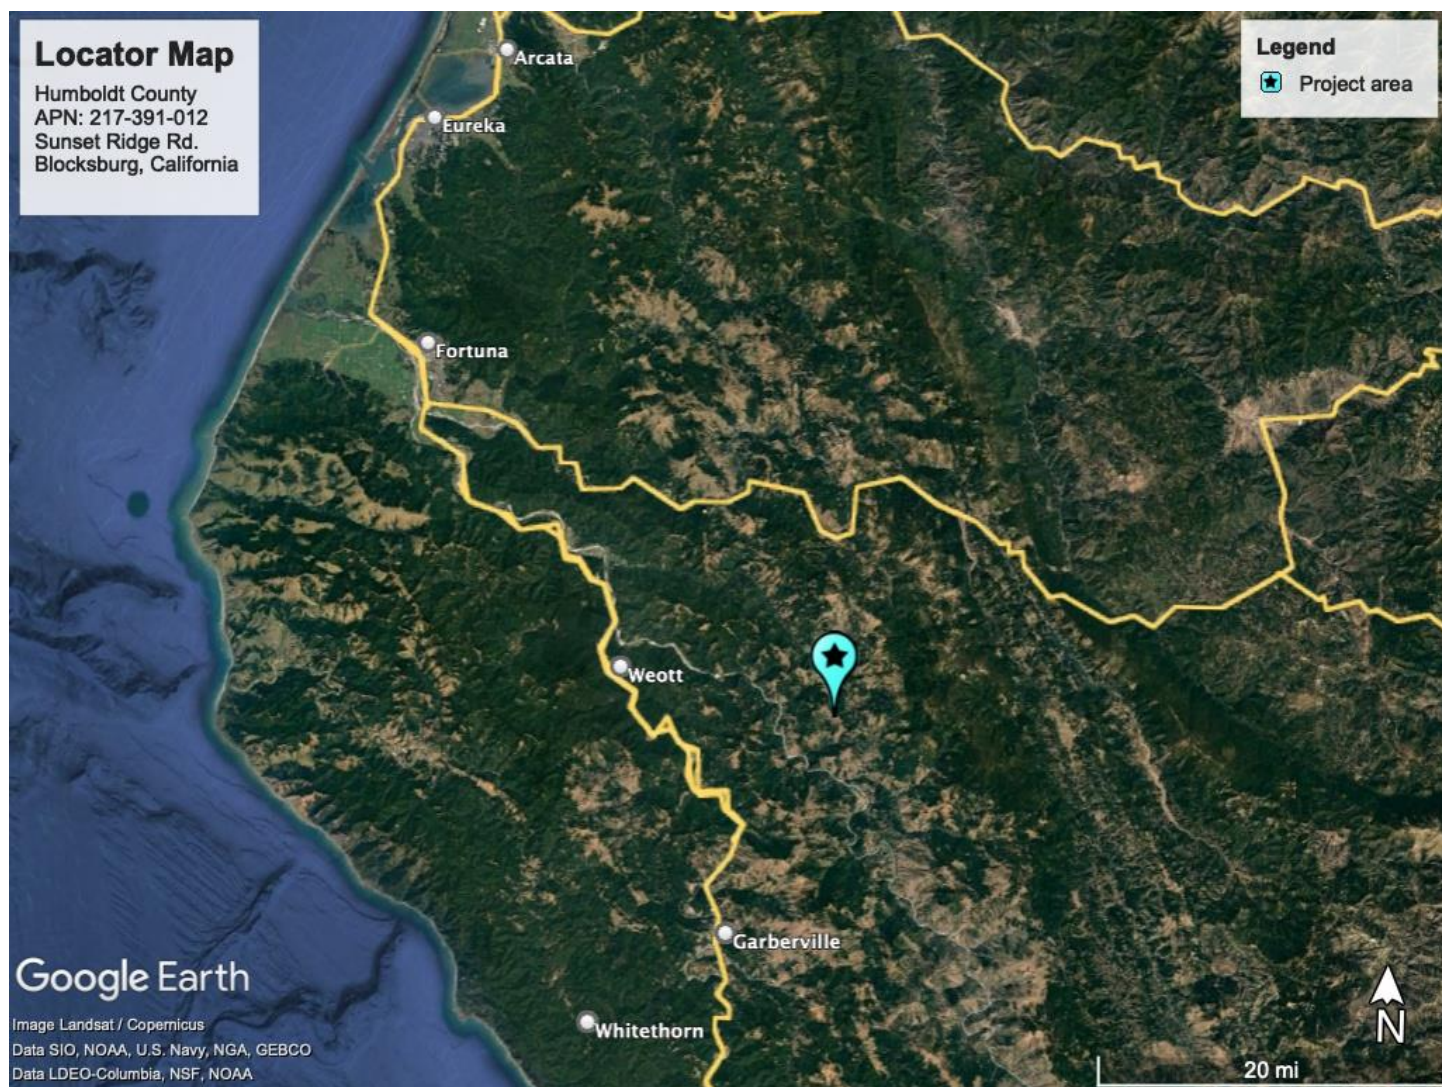 Locator Map
Humboldt County
APN: 217-391-012
Sunset Ridge Rd.
Blocksburg, California
Legend
Project area
Arcata
Eureka
Fortuna
Weott
Garberville
Whitethorn
Google Earth
Image Landsat / Copernicus
Data SIO, NOAA, U.S. Navy, NGA, GEBCO
Data LDEO-Columbia, NSF, NOAA
N
20 mi